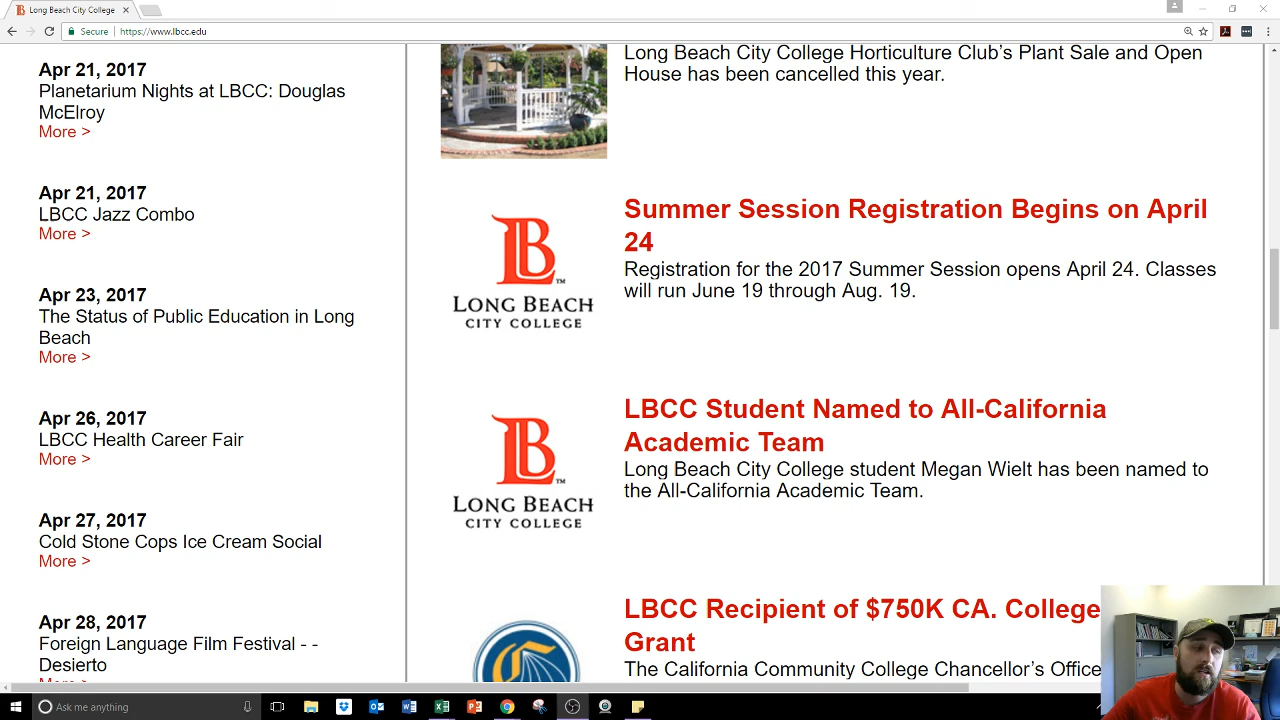 Long Beach City College
Secure
https://www.lbcc.edu
Apr 21, 2017
Planetarium Nights at LBCC: Douglas
McElroy
More >
Apr 21, 2017
LBCC Jazz Combo
More >
Apr 23, 2017
The Status of Public Education in Long
Beach
More >
Apr 26, 2017
LBCC Health Career Fair
More >
Apr 27, 2017
Cold Stone Cops Ice Cream Social
More >
Apr 28, 2017
Foreign Language Film Festival - -
Desierto
Long Beach City College Horticulture Club's Plant Sale and Open
House has been cancelled this year.
LB
TM
LONG BEACH
CITY COLLEGE
Summer Session Registration Begins on April
24
Registration for the 2017 Summer Session opens April 24. Classes
will run June 19 through Aug. 19.
LB
TM
LONG BEACH
CITY COLLEGE
LBCC Student Named to All-California
Academic Team
Long Beach City College student Megan Wielt has been named to
the All-California Academic Team.
LBCC Recipient of $750K CA. College
Grant
The California Community College Chancellor's Office
Ask me anything